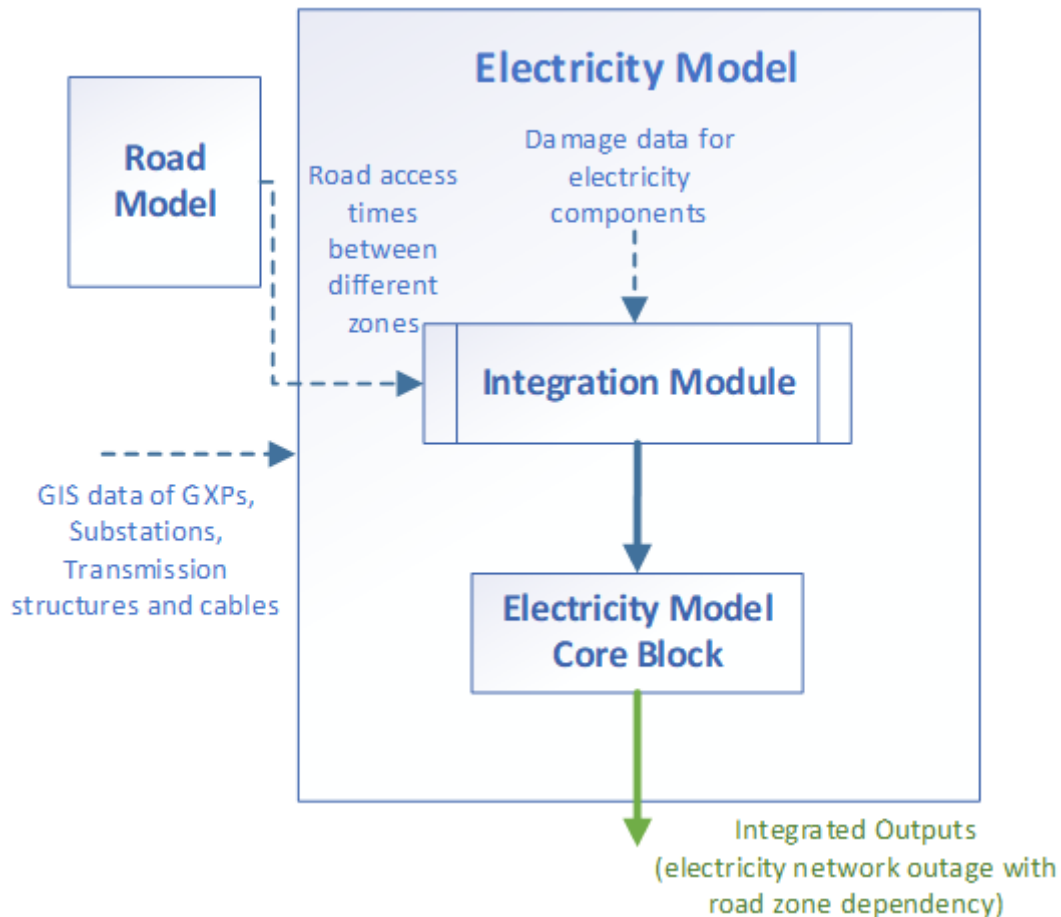 Electricity Model
Road
Model
Damage data for
electricity
components
Road access
times
between
different
zones
Integration Module
GIS data of GXPs,
Substations,
Transmission
structures and cables
Electricity Model
Core Block
Integrated Outputs
(electricity network outage with
road zone dependency)